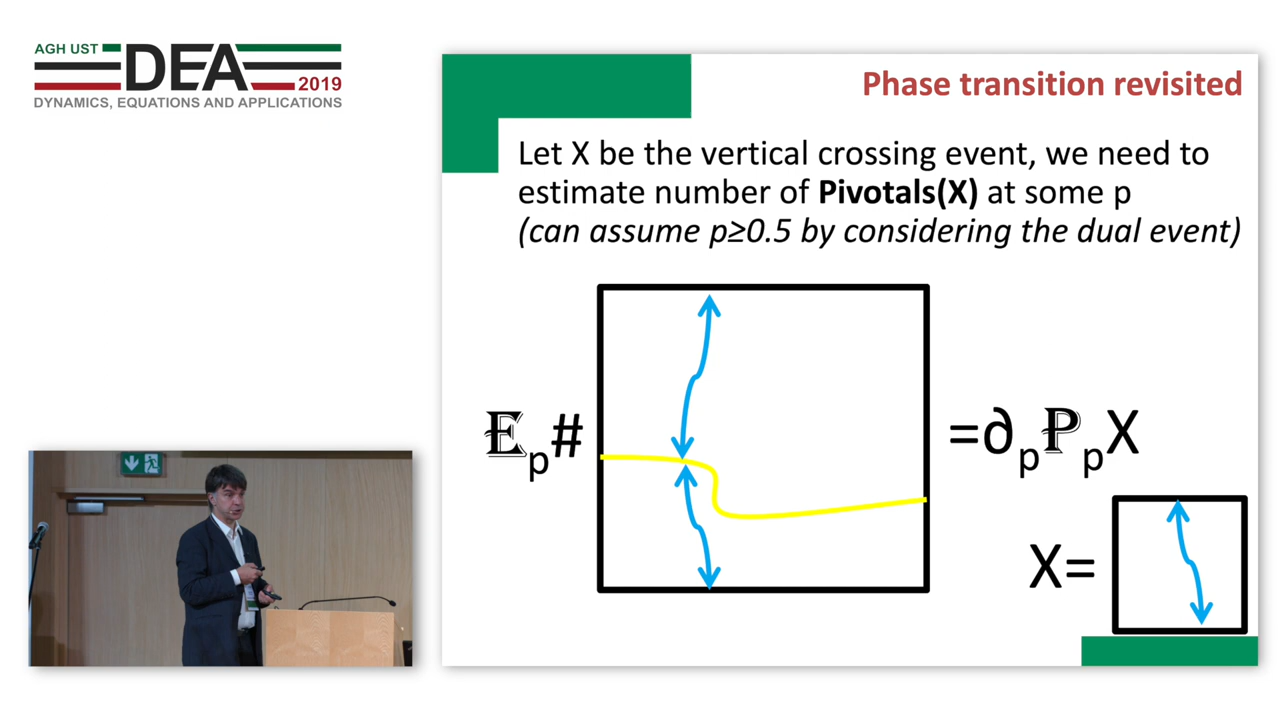 AGH UST
DEA
2019
DYNAMICS, EQUATIONS AND APPLICATIONS
Phase transition revisited
Let X be the vertical crossing event, we need to
estimate number of Pivotals(X) at some p
(can assume p≥0.5 by considering the dual event)
𝔼p# =∂pℙpX
X=